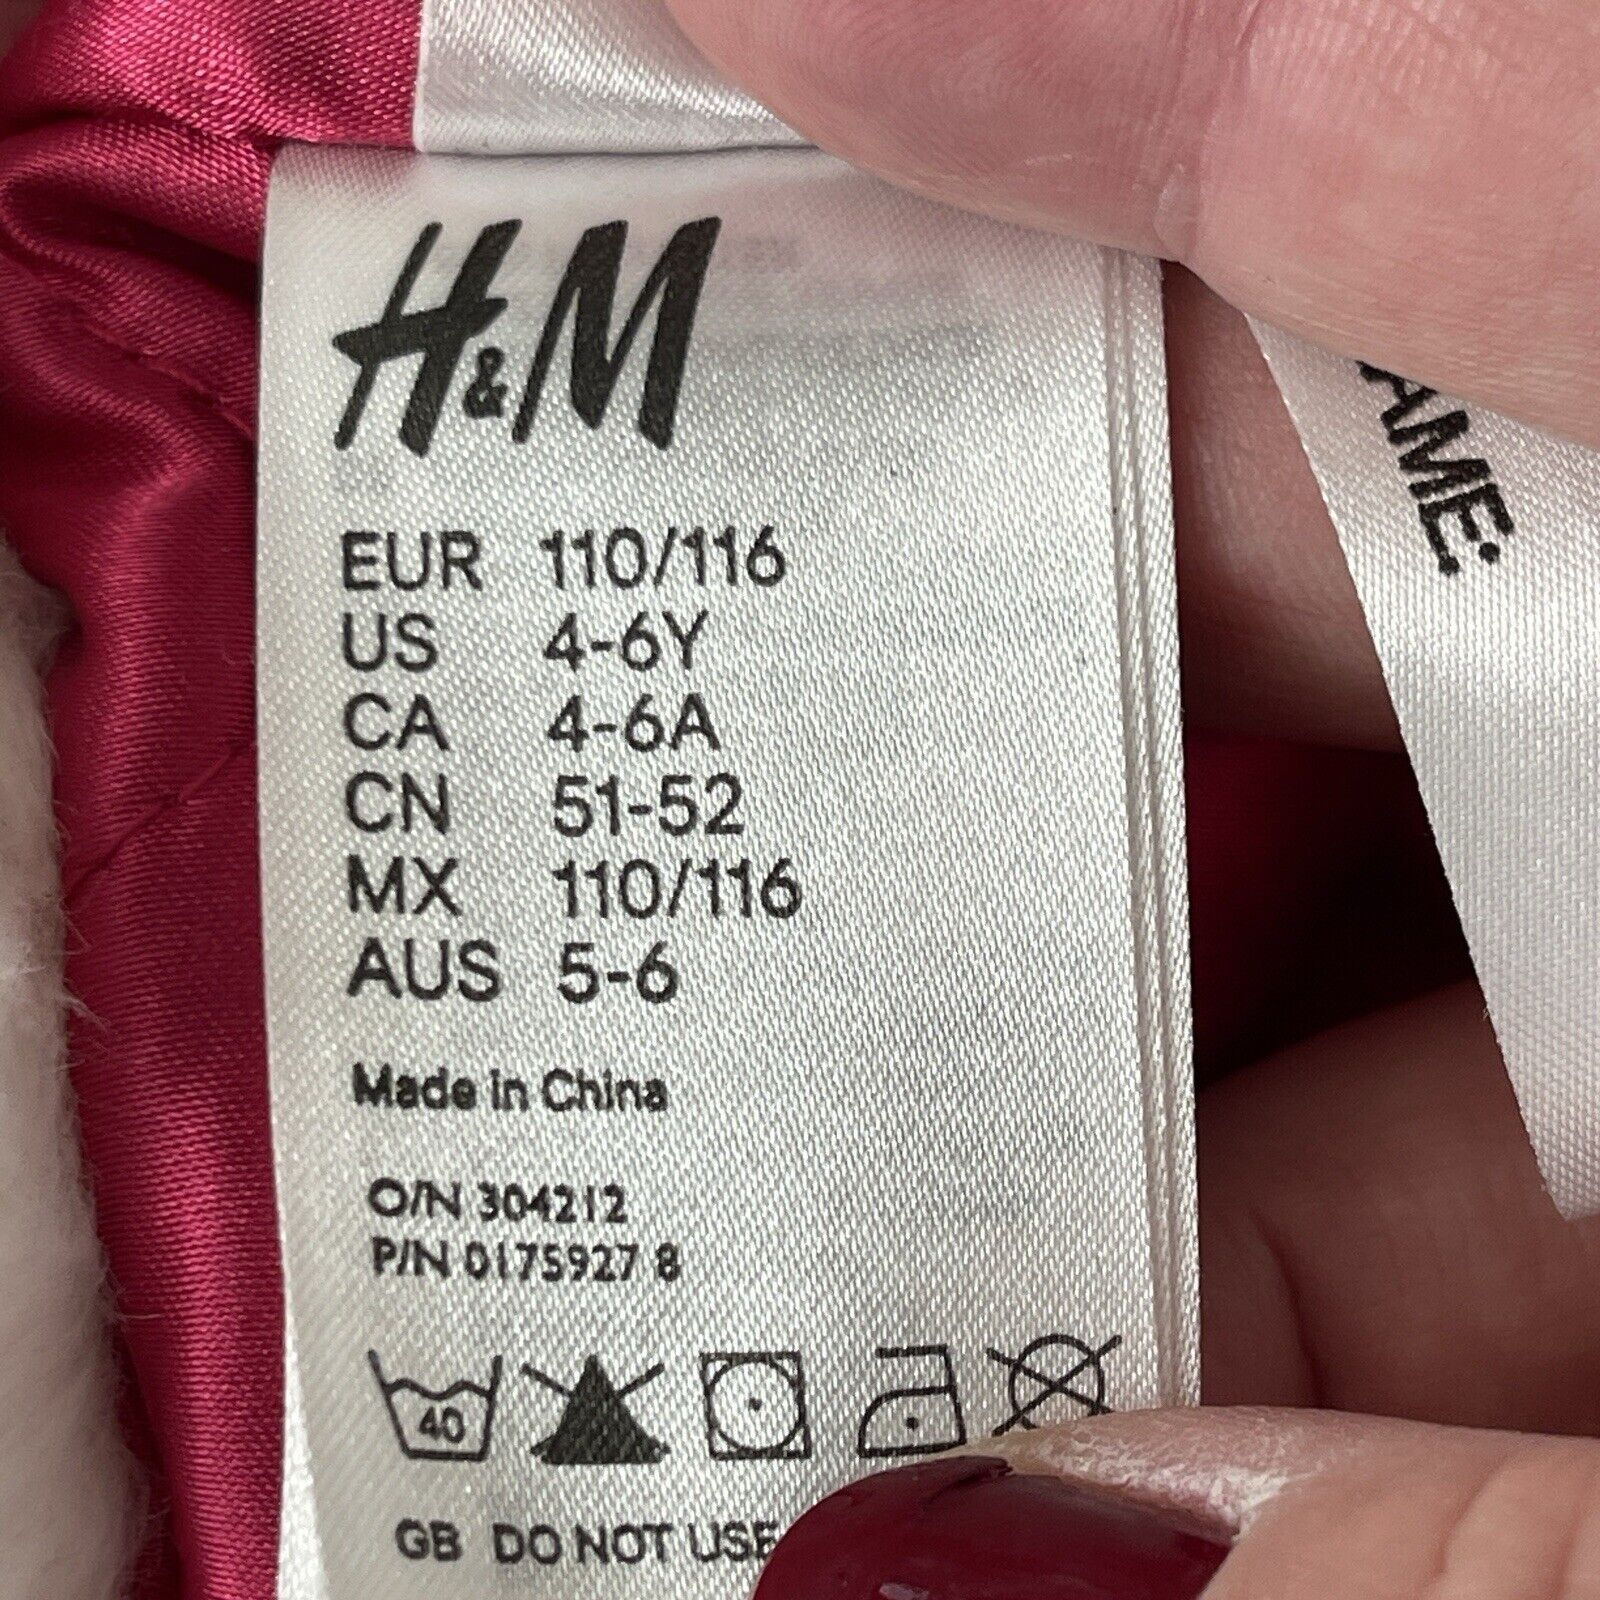 H&M
EUR 110/116
US 4-6Y
CA 4-6A
CN 51-52
MX 110/116
AUS 5-6
Made in China
O/N 304212
P/N 0175927 8
40
GB DO NOT USE
AME: